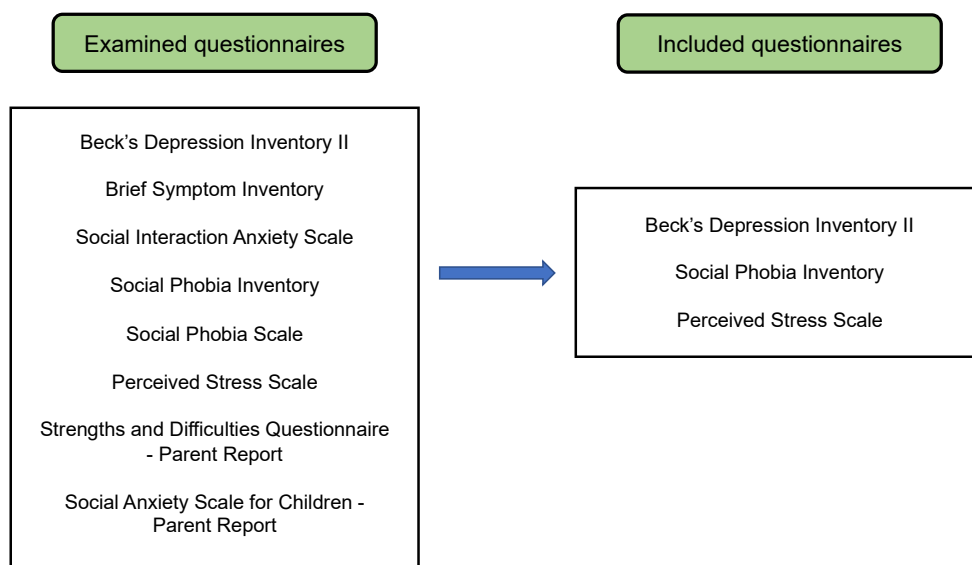 Examined questionnaires
Beck’s Depression Inventory II
Brief Symptom Inventory
Social Interaction Anxiety Scale
Social Phobia Inventory
Social Phobia Scale
Perceived Stress Scale
Strengths and Difficulties Questionnaire
- Parent Report
Social Anxiety Scale for Children -
Parent Report
Included questionnaires
Beck’s Depression Inventory II
Social Phobia Inventory
Perceived Stress Scale